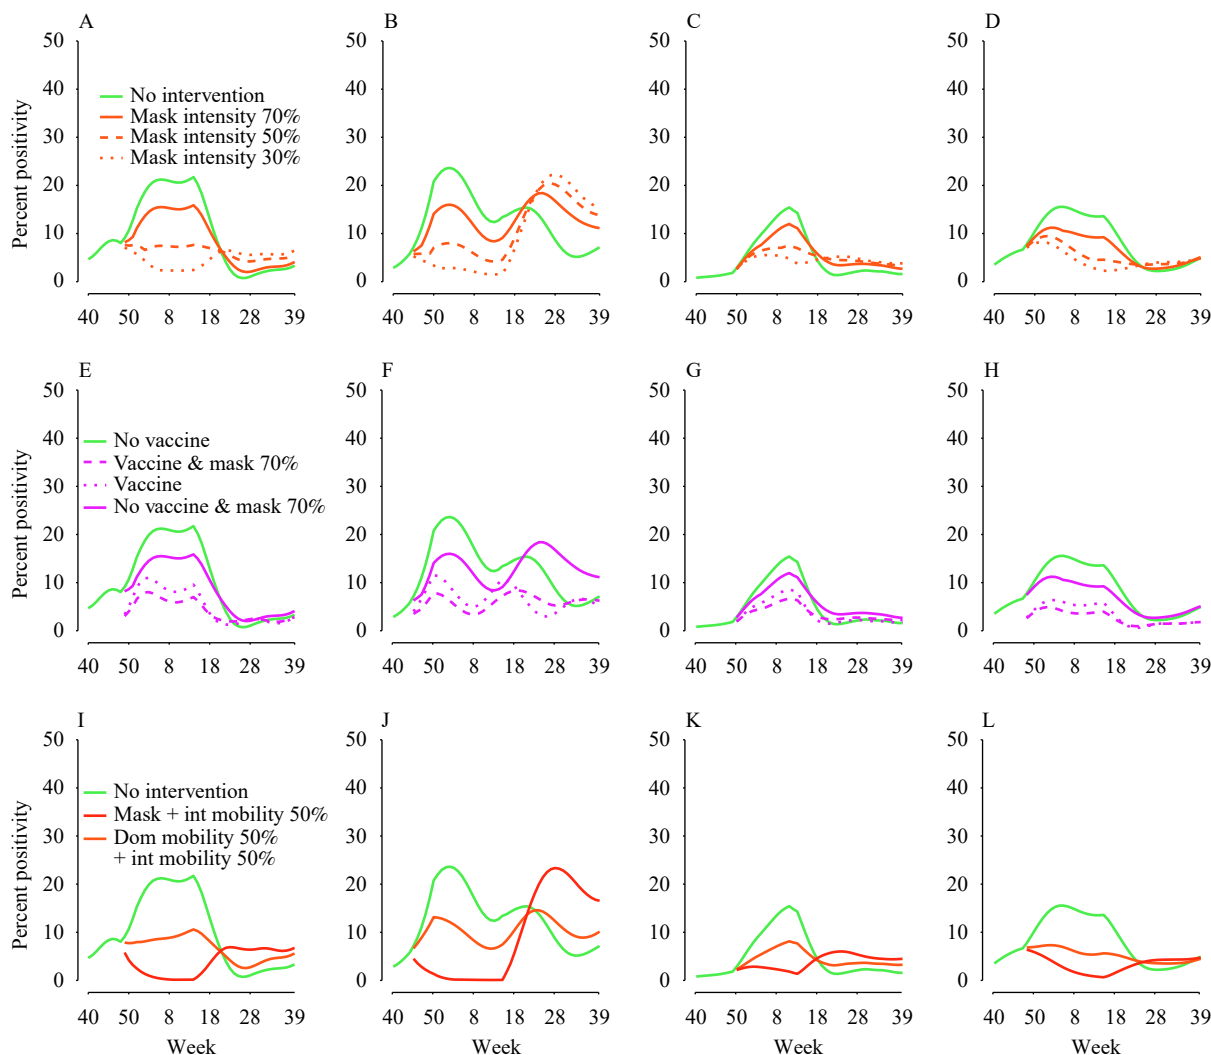 A B C D
50 50 50 50
40 40 40 40
30 30 30 30
20 20 20 20
10 10 10 10
0 0 0 0
Percent positivity
No intervention
Mask intensity 70%
Mask intensity 50%
Mask intensity 30%
40 50 8 18 28 39 40 50 8 18 28 39 40 50 8 18 28 39 40 50 8 18 28 39
E F G H
50 50 50 50
40 40 40 40
30 30 30 30
20 20 20 20
10 10 10 10
0 0 0 0
Percent positivity
No vaccine
Vaccine & mask 70%
Vaccine
No vaccine & mask 70%
40 50 8 18 28 39 40 50 8 18 28 39 40 50 8 18 28 39 40 50 8 18 28 39
I J K L
50 50 50 50
40 40 40 40
30 30 30 30
20 20 20 20
10 10 10 10
0 0 0 0
Percent positivity
No intervention
Mask + int mobility 50%
Dom mobility 50%
+ int mobility 50%
40 50 8 18 28 39 40 50 8 18 28 39 40 50 8 18 28 39 40 50 8 18 28 39
Week Week Week Week